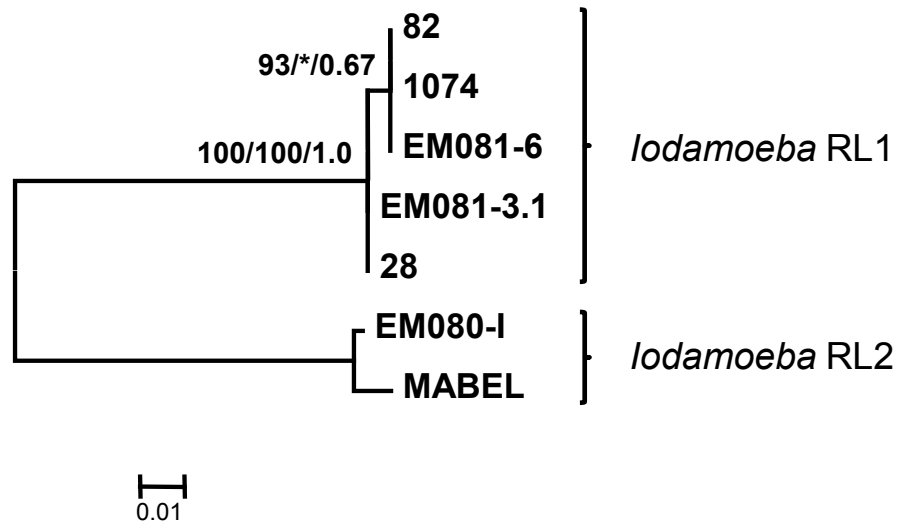 82
93/*/0.67
1074
EM081-6
Iodamoeba RL1
100/100/1.0
EM081-3.1
28
EM080-I
Iodamoeba RL2
MABEL
0.01